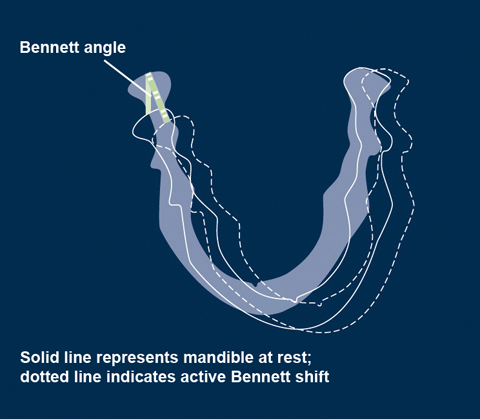 Bennett angle
Solid line represents mandible at rest;
dotted line indicates active Bennett shift